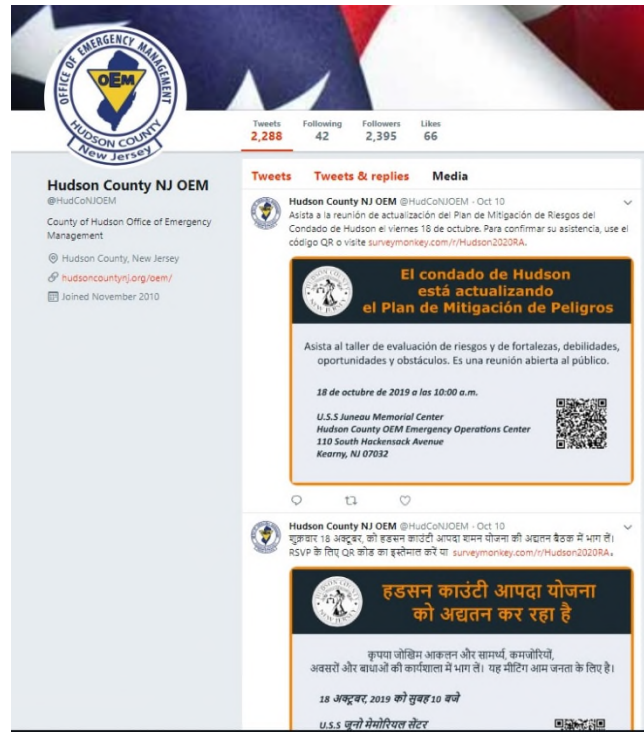 OFFICE OF EMERGENCY MANAGEMENT
OEM
HUDSON COUNTY
New Jersey
Tweets Following Followers Likes
2,288 42 2,395 66
Hudson County NJ OEM
@HudCoNJOEM
County of Hudson Office of Emergency
Management
Hudson County, New Jersey
hudsoncountynj.org/oem/
Joined November 2010
Tweets Tweets & replies Media
Hudson County NJ OEM @HudCoNJOEM - Oct 10
Asista a la reunión de actualización del Plan de Mitigación de Riesgos del
Condado de Hudson el viernes 18 de octubre. Para confirmar su asistencia, use el
código QR o visite surveymonkey.com/r/Hudson2020RA.
El condado de Hudson
está actualizando
el Plan de Mitigación de Peligros
Asista al taller de evaluación de riesgos y de fortalezas, debilidades,
oportunidades y obstáculos. Es una reunión abierta al público.
18 de octubre de 2019 a las 10:00 a.m.
U.S.S Juneau Memorial Center
Hudson County OEM Emergency Operations Center
110 South Hackensack Avenue
Kearny, NJ 07032
Hudson County NJ OEM @HudCoNJOEM - Oct 10
शुक्रवार 18 अक्टूबर, को हडसन काउंटी आपदा शमन योजना की अद्यतन बैठक में भाग लें।
RSVP के लिए QR कोड का इस्तेमाल करें या surveymonkey.com/r/Hudson2020RA.
हडसन काउंटी आपदा योजना
को अद्यतन कर रहा है
कृपया जोखिम आकलन और सामर्थ्य, कमजोरियों,
अवसरों और बाधाओं की कार्यशाला में भाग लें। यह मीटिंग आम जनता के लिए है।
18 अक्टूबर, 2019 को सुबह 10 बजे
U.S.S जूनो मेमोरियल सेंटर